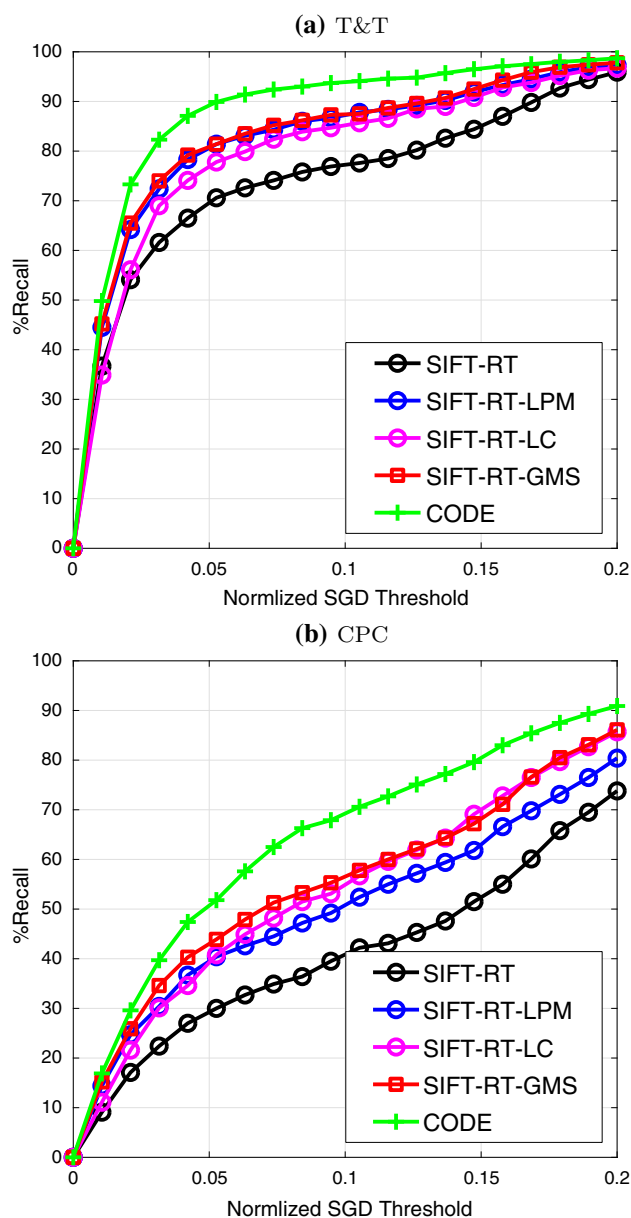 (a) T&T
100
90
80
70
60
50
40
30
20
10
0
%Recall
SIFT-RT
SIFT-RT-LPM
SIFT-RT-LC
SIFT-RT-GMS
CODE
0 0.05 0.1 0.15 0.2
Normlized SGD Threshold
(b) CPC
100
90
80
70
60
50
40
30
20
10
0
%Recall
SIFT-RT
SIFT-RT-LPM
SIFT-RT-LC
SIFT-RT-GMS
CODE
0 0.05 0.1 0.15 0.2
Normlized SGD Threshold